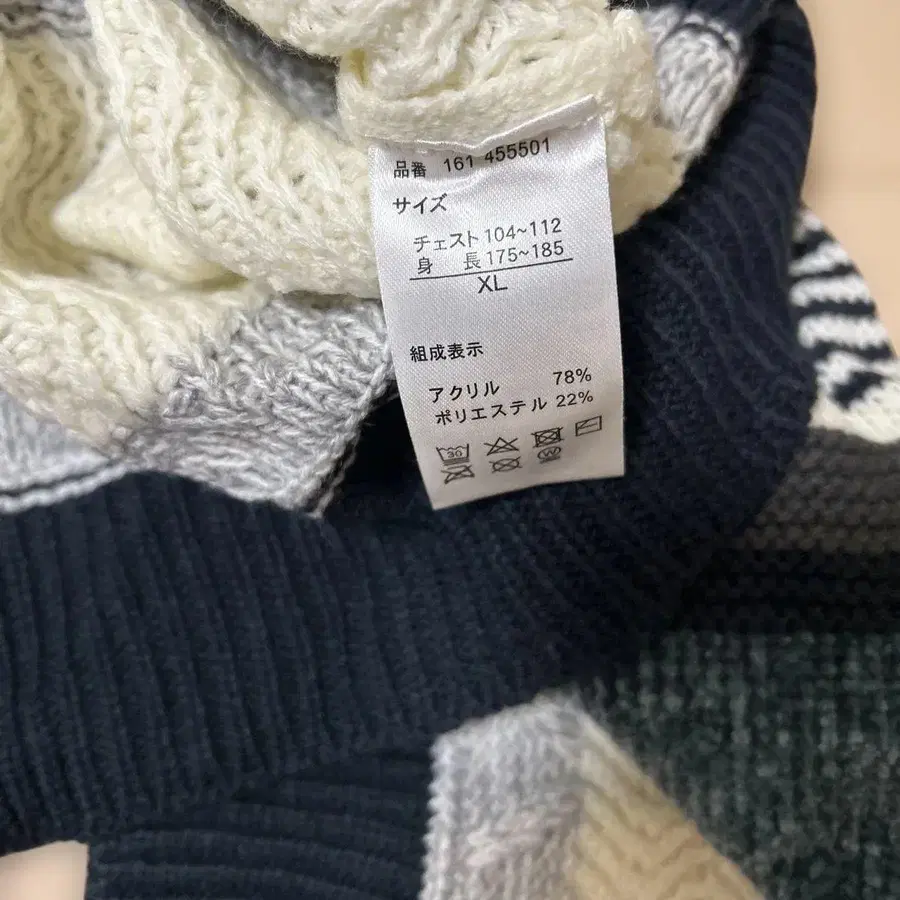 品番 161 455501
サイズ
チェスト 104~112
身 長 175~185
XL
組成表示
アクリル 78%
ポリエステル 22%
30
W